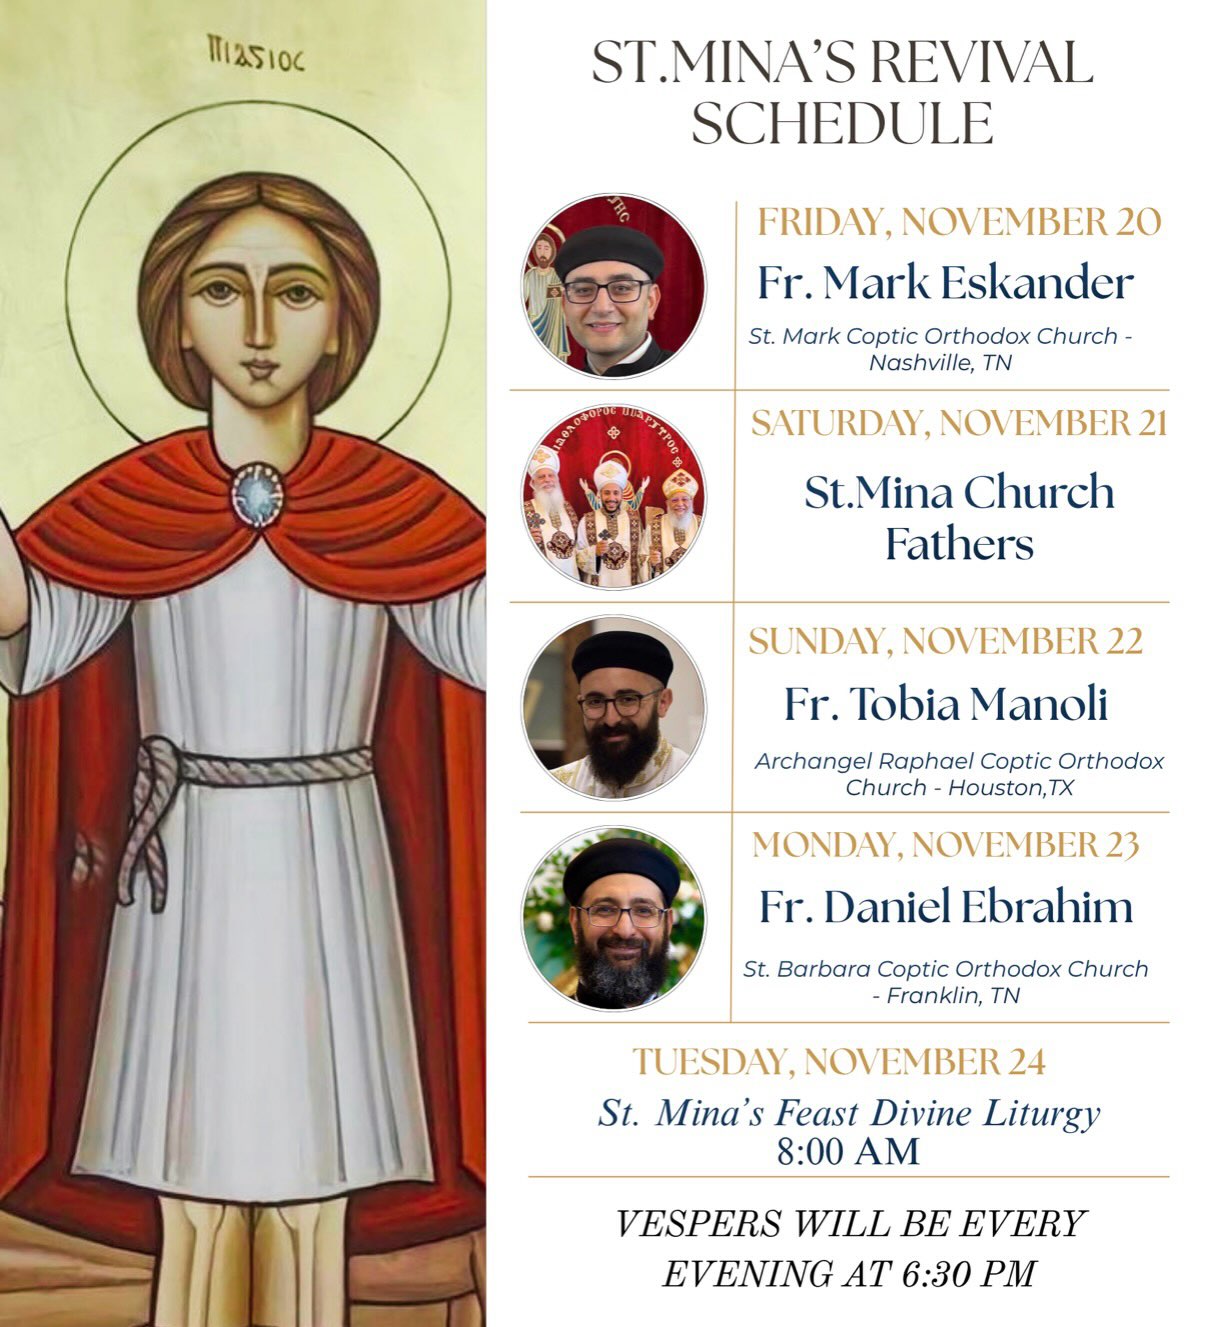 ⲠⲒⲀⲄⲒⲞⲤ
ST.MINA'S REVIVAL
SCHEDULE
FRIDAY, NOVEMBER 20
Fr. Mark Eskander
St. Mark Coptic Orthodox Church -
Nashville, TN
SATURDAY, NOVEMBER 21
St.Mina Church
Fathers
SUNDAY, NOVEMBER 22
Fr. Tobia Manoli
Archangel Raphael Coptic Orthodox
Church - Houston,TX
MONDAY, NOVEMBER 23
Fr. Daniel Ebrahim
St. Barbara Coptic Orthodox Church
- Franklin, TN
TUESDAY, NOVEMBER 24
St. Mina's Feast Divine Liturgy
8:00 AM
VESPERS WILL BE EVERY
EVENING AT 6:30 PM